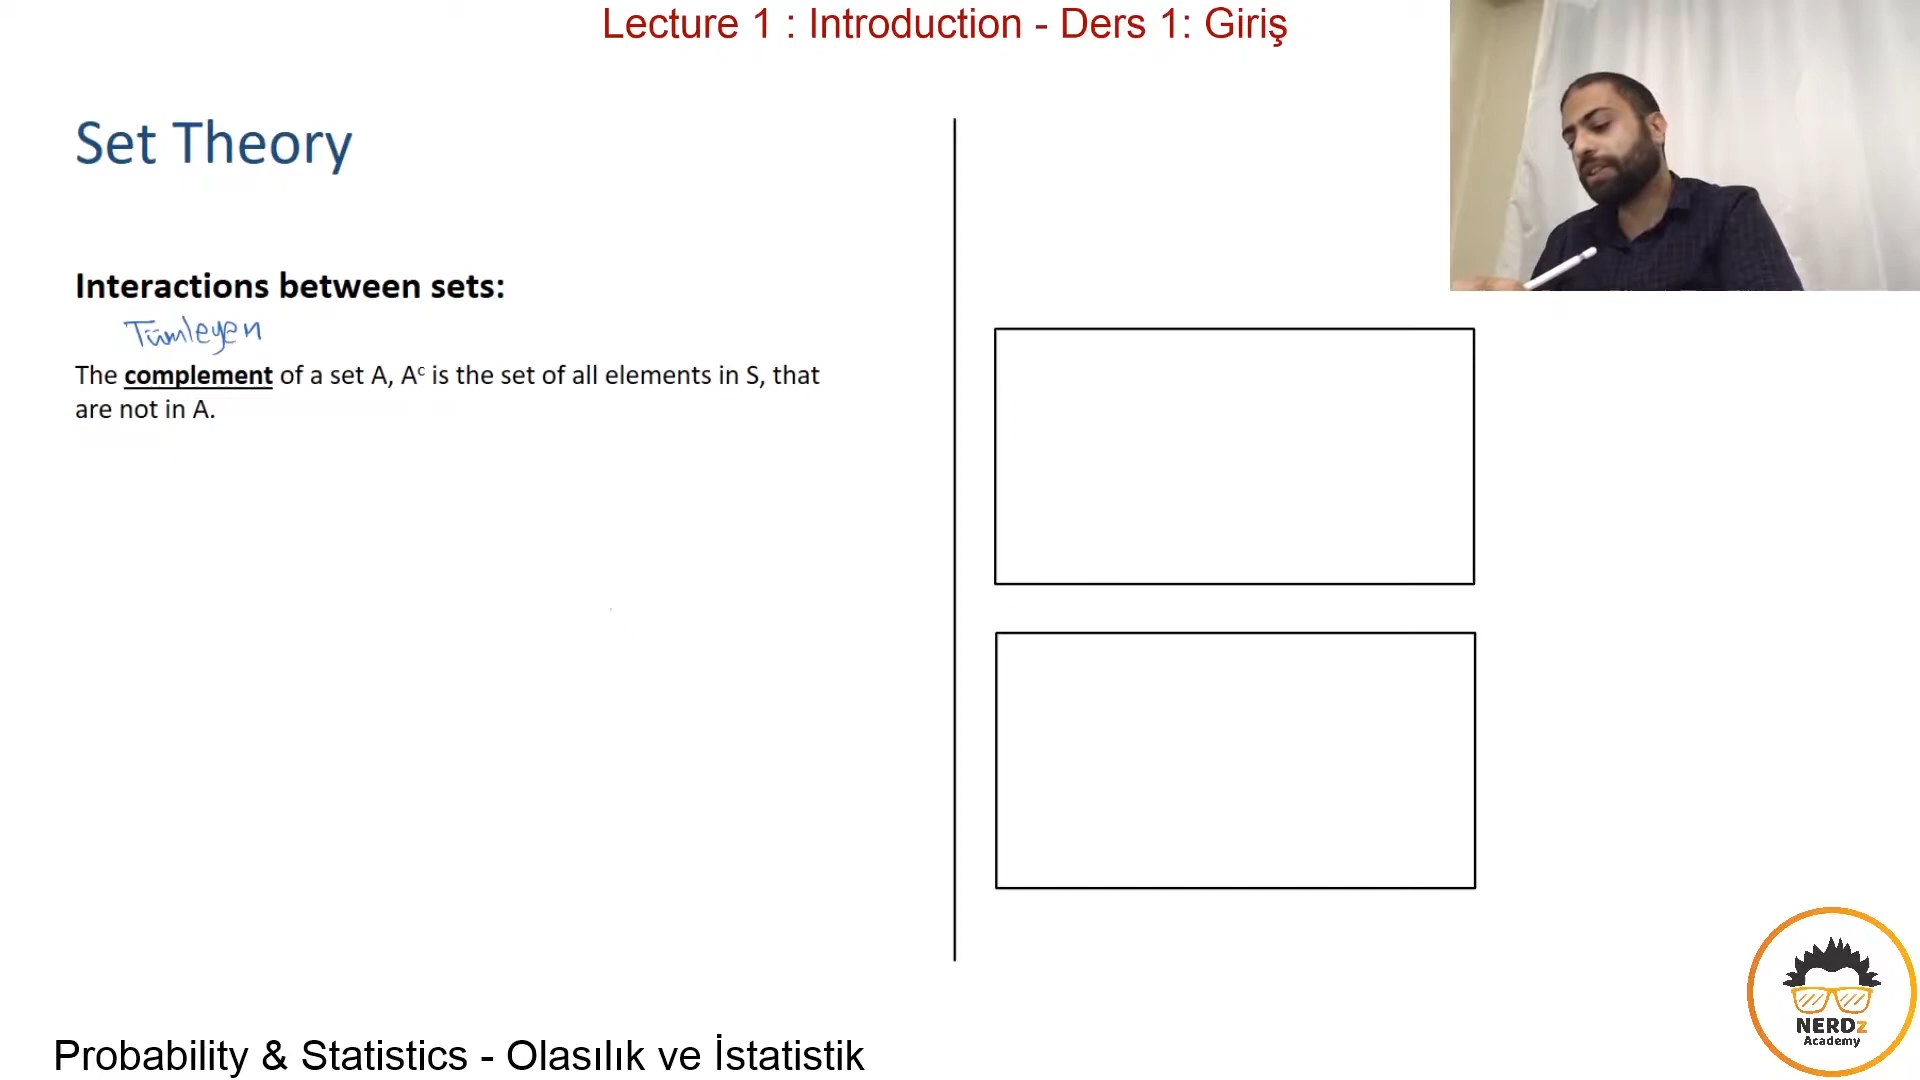 Lecture 1 : Introduction - Ders 1: Giriş
Set Theory
Interactions between sets:
Tümleyen
The complement of a set A, Aᶜ is the set of all elements in S, that
are not in A.
NERDz
Academy
Probability & Statistics - Olasılık ve İstatistik